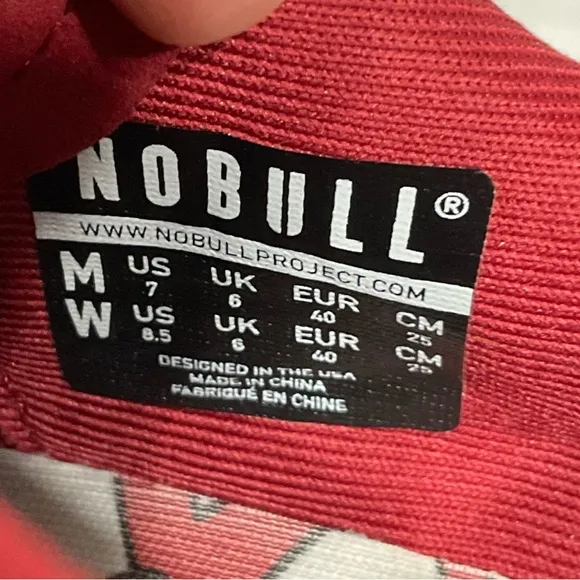 NOBULL®
WWW.NOBULLPROJECT.COM
M US 7 UK 6 EUR 40 CM 25
W US 8.5 UK 6 EUR 40 CM 25
DESIGNED IN THE USA
MADE IN CHINA
FABRIQUÉ EN CHINE